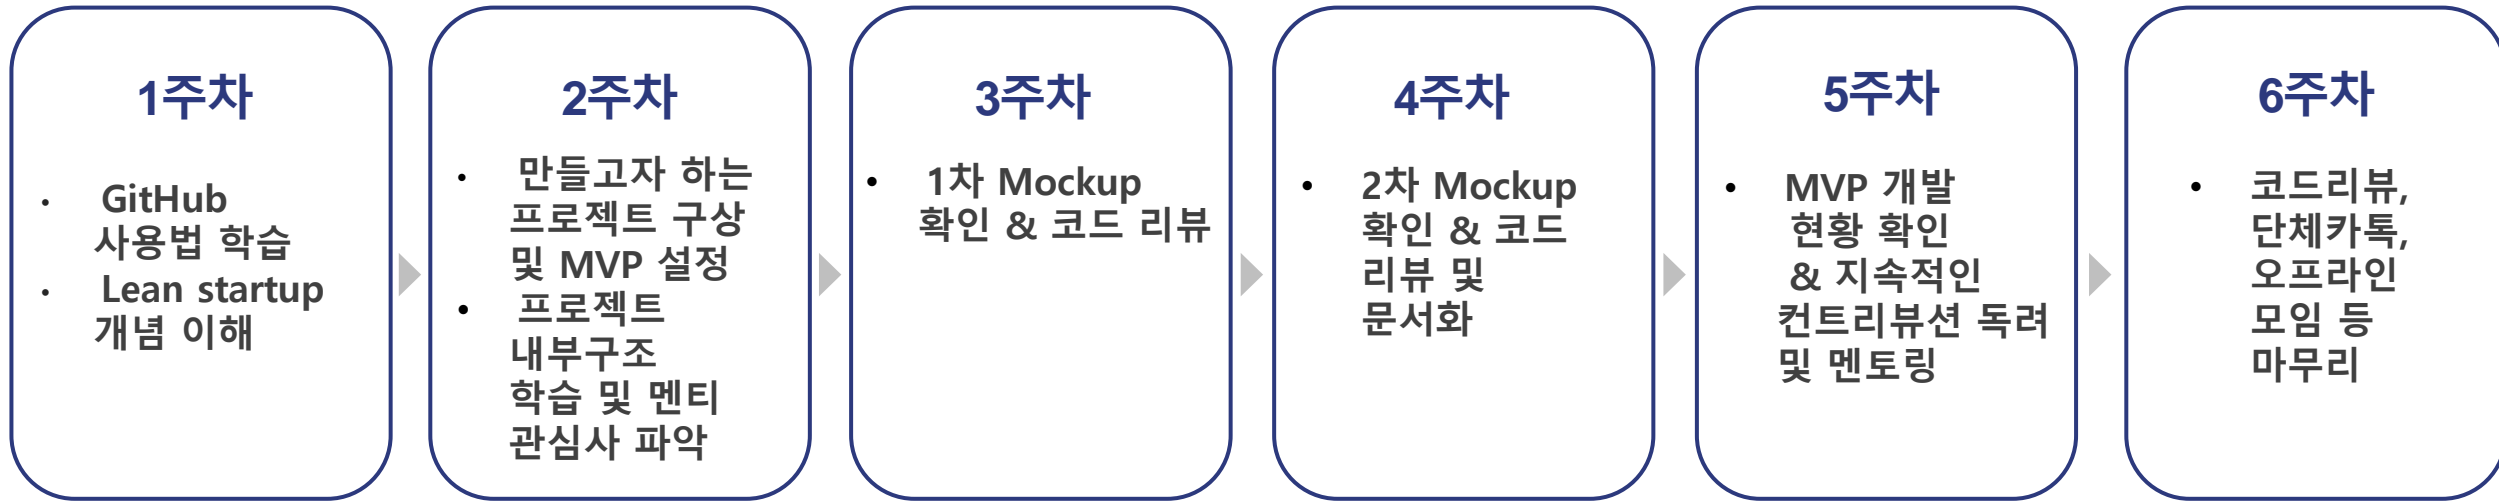 1주차
• GitHub
사용법 학습
• Lean startup
개념 이해
2주차
• 만들고자 하는
프로젝트 구상
및 MVP 설정
• 프로젝트
내부구조
학습 및 멘티
관심사 파악
3주차
• 1차 Mockup
확인 & 코드 리뷰
4주차
• 2차 Mockup
확인 & 코드
리뷰 및
분석회
5주차
• MVP 개발
현황 확인
& 지속적인
컨트리뷰션 독려
및 멘토링
6주차
• 코드리뷰,
단체카톡,
오프라인
모임을
마무리